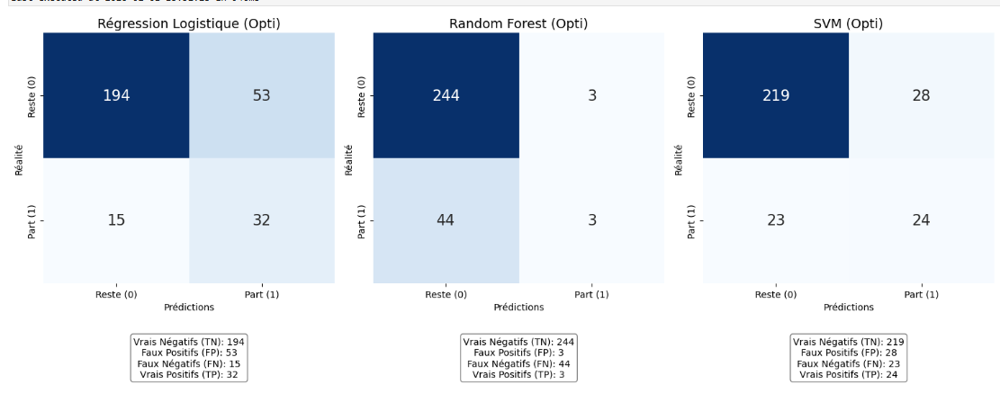 Régression Logistique (Opti)
Random Forest (Opti)
SVM (Opti)
Reste (0)
Part (1)
Réalité
194
53
15
32
Reste (0)
Part (1)
Prédictions
Reste (0)
Part (1)
Réalité
244
3
44
3
Reste (0)
Part (1)
Prédictions
Reste (0)
Part (1)
Réalité
219
28
23
24
Reste (0)
Part (1)
Prédictions
Vrais Négatifs (TN): 194
Faux Positifs (FP): 53
Faux Négatifs (FN): 15
Vrais Positifs (TP): 32
Vrais Négatifs (TN): 244
Faux Positifs (FP): 3
Faux Négatifs (FN): 44
Vrais Positifs (TP): 3
Vrais Négatifs (TN): 219
Faux Positifs (FP): 28
Faux Négatifs (FN): 23
Vrais Positifs (TP): 24